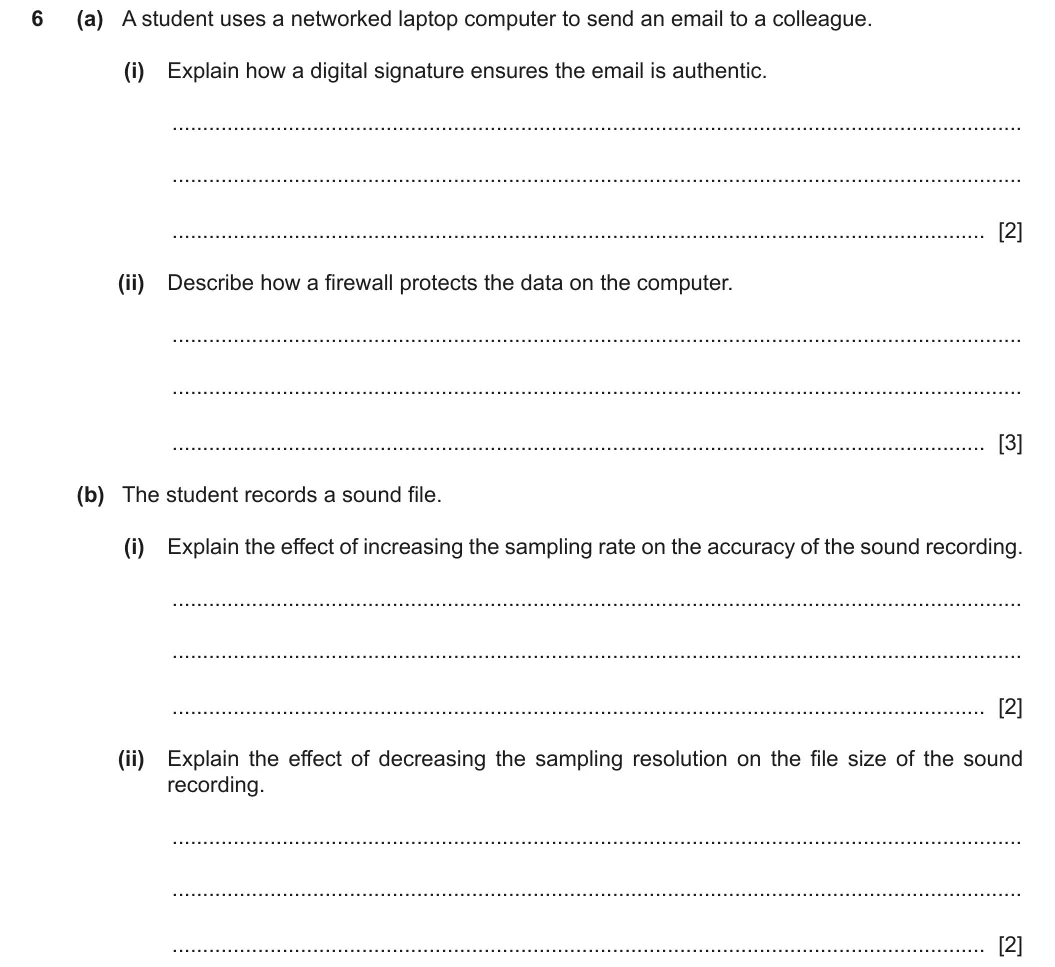 6 (a) A student uses a networked laptop computer to send an email to a colleague.
(i) Explain how a digital signature ensures the email is authentic.
[2]
(ii) Describe how a firewall protects the data on the computer.
[3]
(b) The student records a sound file.
(i) Explain the effect of increasing the sampling rate on the accuracy of the sound recording.
[2]
(ii) Explain the effect of decreasing the sampling resolution on the file size of the sound
recording.
[2]